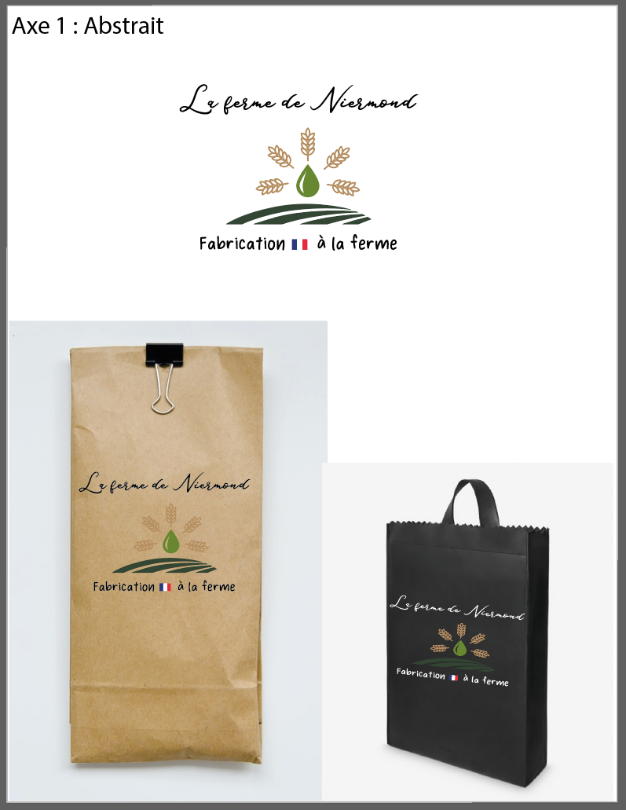 Axe 1 : Abstrait
La ferme de Niermond
Fabrication à la ferme
La ferme de Niermond
Fabrication à la ferme
La ferme de Niermond
Fabrication à la ferme